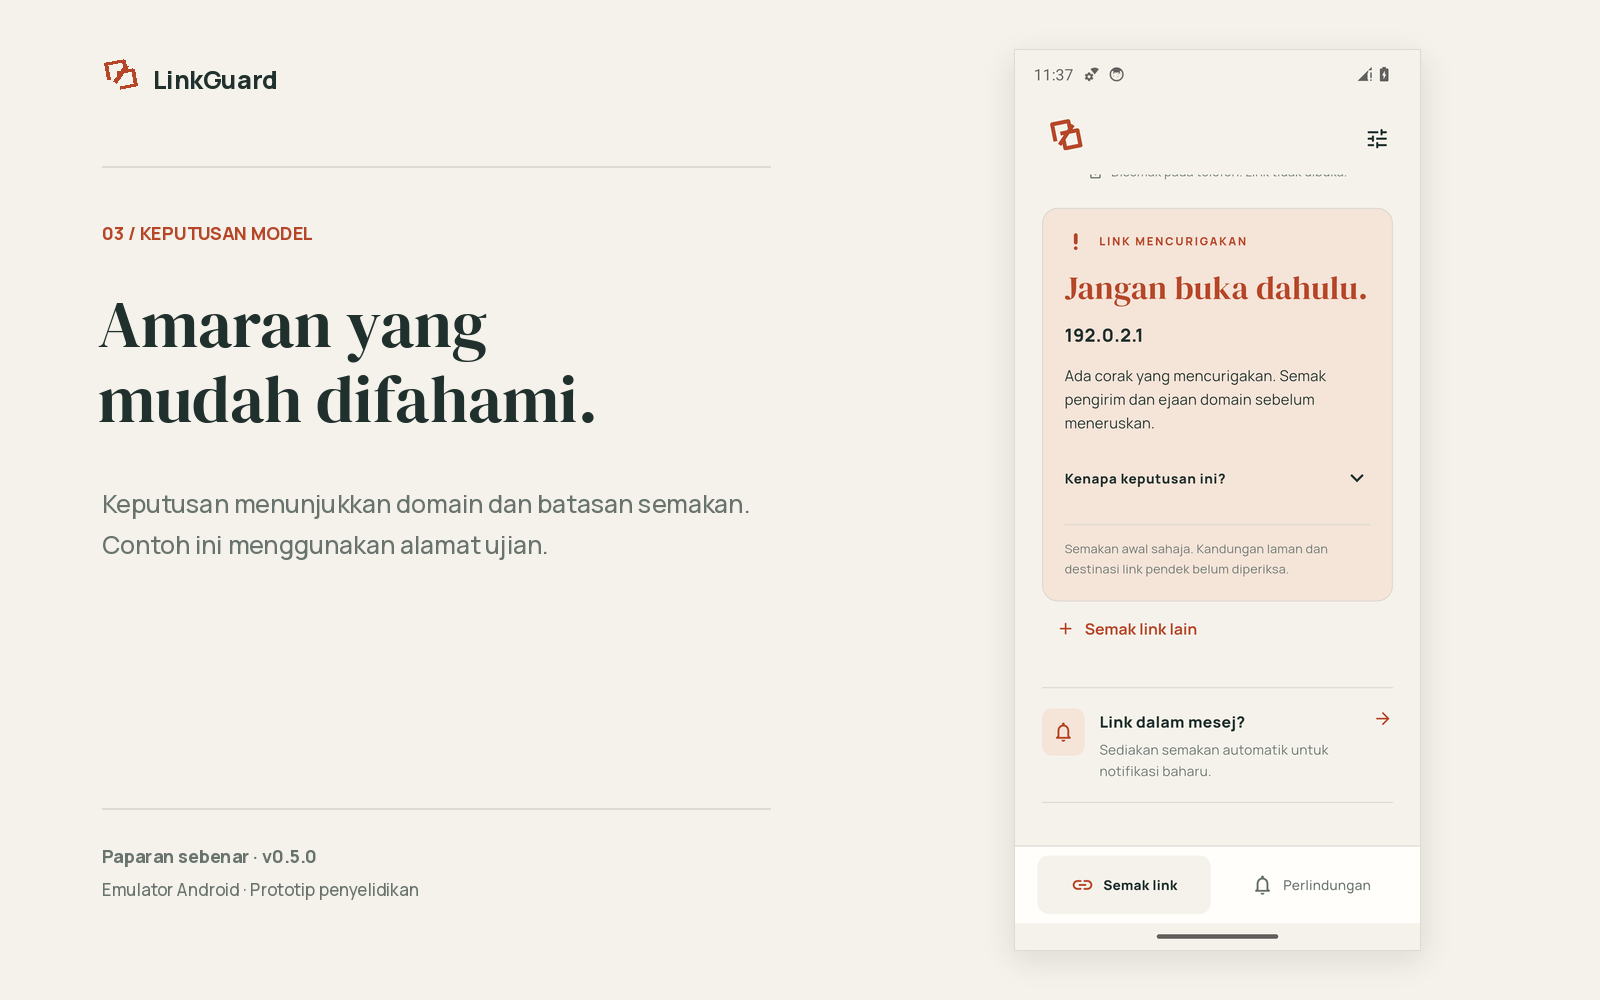 LinkGuard
03 / KEPUTUSAN MODEL
Amaran yang
mudah difahami.
Keputusan menunjukkan domain dan batasan semakan.
Contoh ini menggunakan alamat ujian.
Paparan sebenar · v0.5.0
Emulator Android · Prototip penyelidikan
11:37
LINK MENCURIGAKAN
Jangan buka dahulu.
192.0.2.1
Ada corak yang mencurigakan. Semak
pengirim dan ejaan domain sebelum
meneruskan.
Kenapa keputusan ini?
Semakan awal sahaja. Kandungan laman dan
destinasi link pendek belum diperiksa.
+ Semak link lain
Link dalam mesej?
Sediakan semakan automatik untuk
notifikasi baharu.
Semak link
Perlindungan